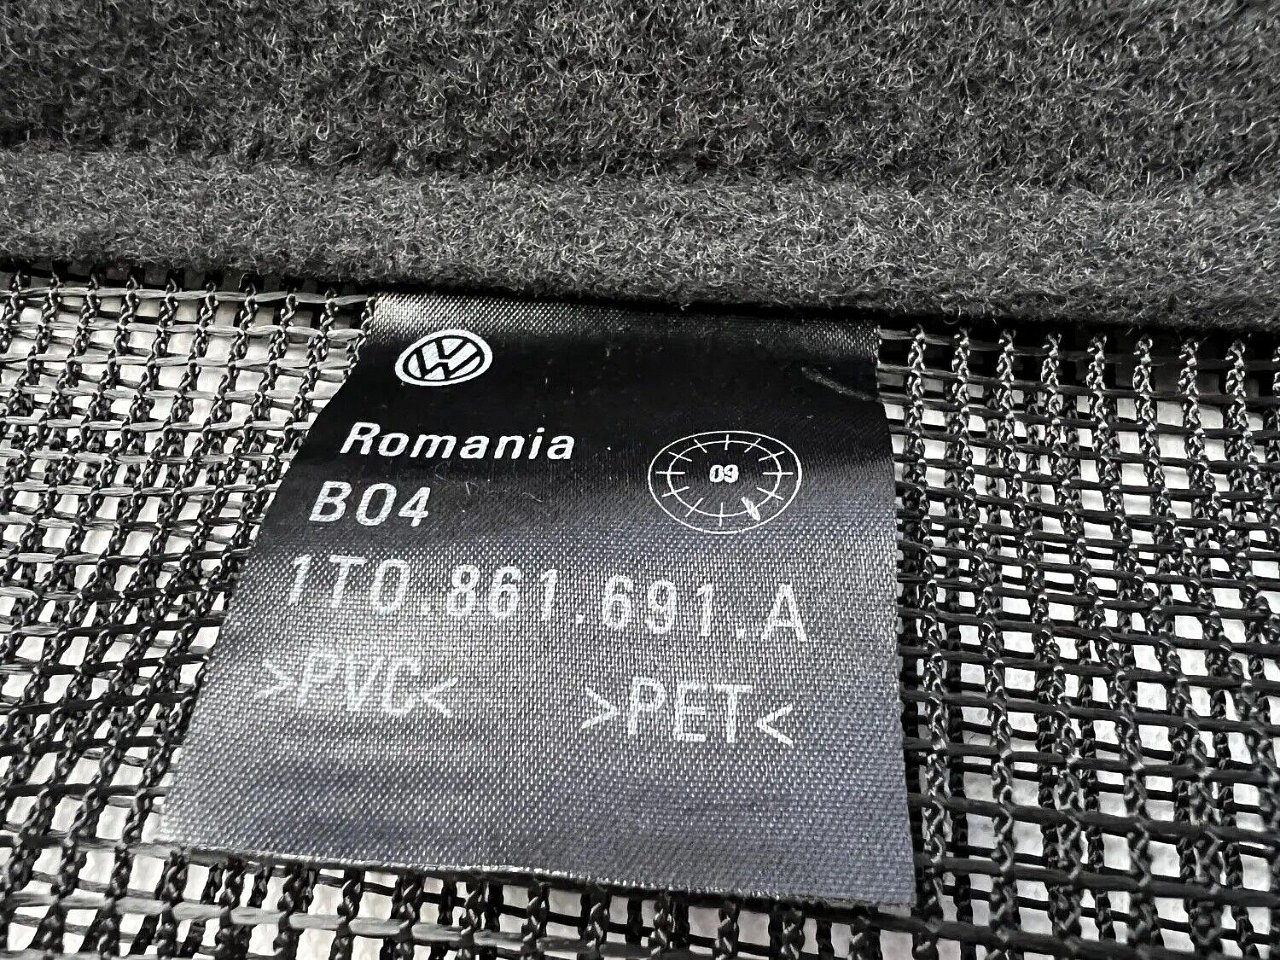 Romania
09
B04
1T0.861.691.A
>PVC< >PET<